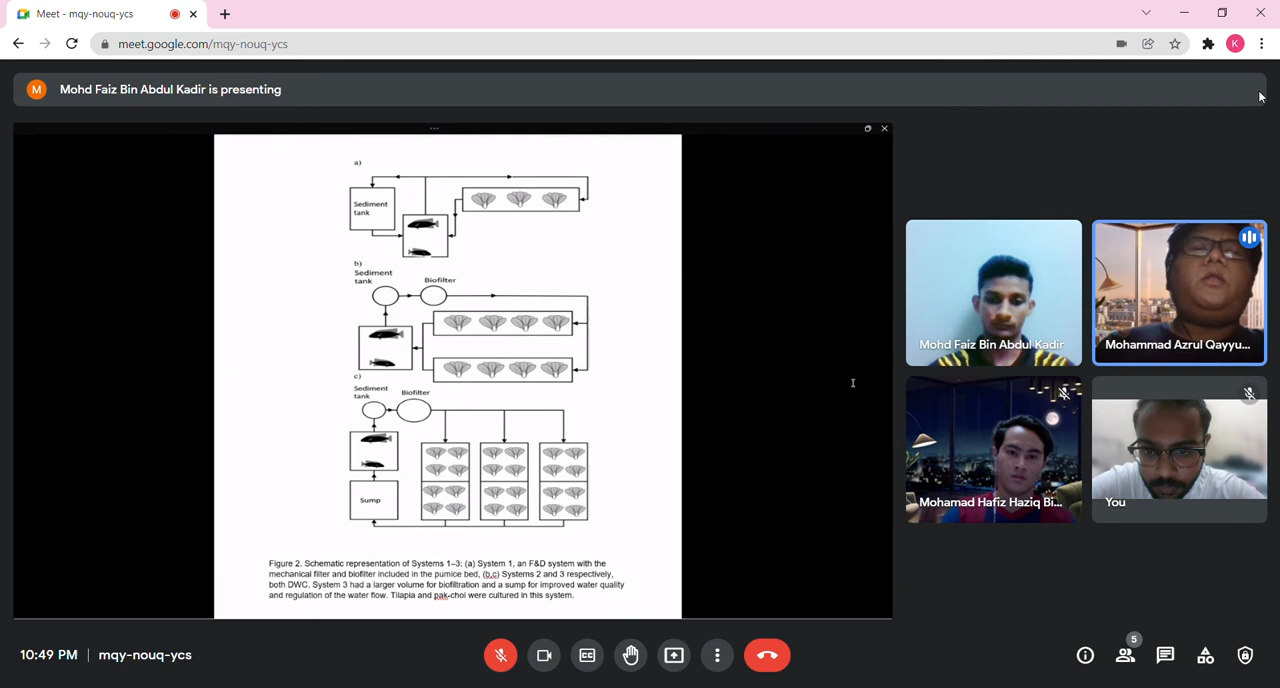 Meet - mqy-nouq-ycs
meet.google.com/mqy-nouq-ycs
K
M
Mohd Faiz Bin Abdul Kadir is presenting
a)
Sediment
tank
b)
Sediment
tank
Biofilter
c)
Sediment
tank
Biofilter
Sump
Figure 2. Schematic representation of Systems 1–3: (a) System 1, an F&D system with the
mechanical filter and biofilter included in the pumice bed, (b,c) Systems 2 and 3 respectively,
both DWC. System 3 had a larger volume for biofiltration and a sump for improved water quality
and regulation of the water flow. Tilapia and pak-choi were cultured in this system.
Mohd Faiz Bin Abdul Kadir
Mohammad Azrul Qayyu...
Mohamad Hafiz Haziq Bi...
You
10:49 PM
mqy-nouq-ycs
5